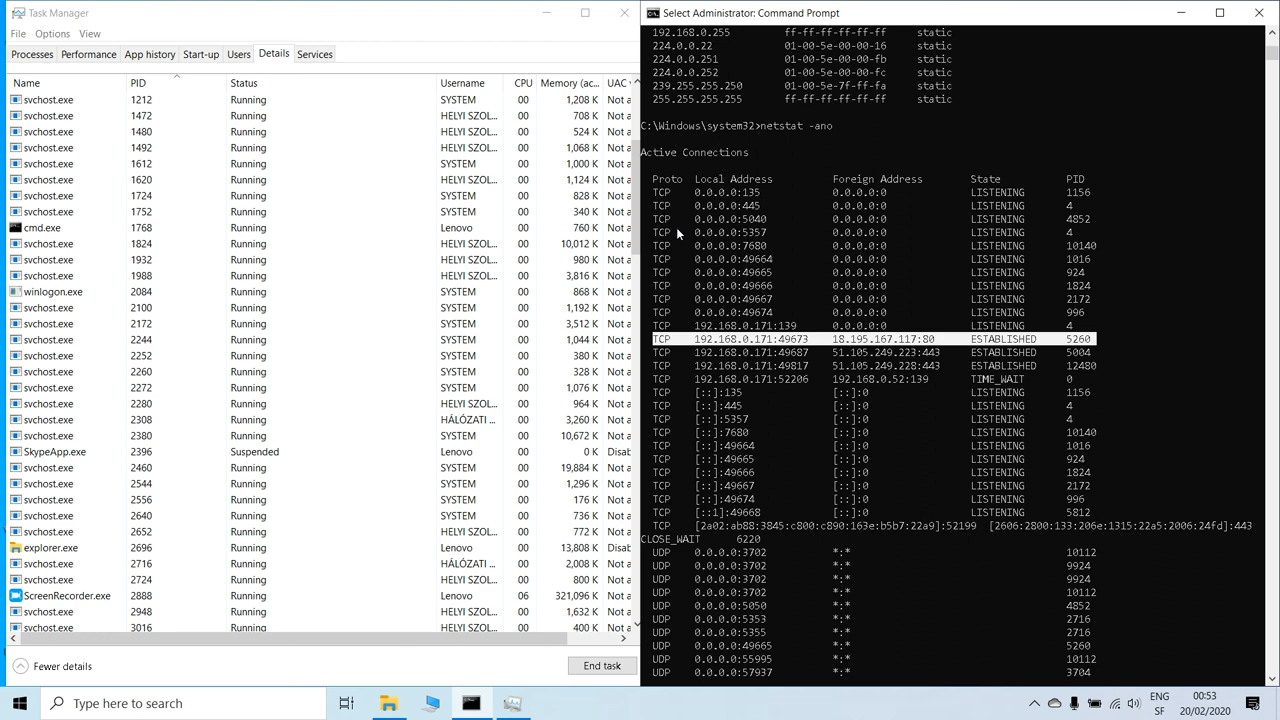 Task Manager
File Options View
Processes Performance App history Start-up Users Details Services
Name PID Status Username CPU Memory (ac... UAC v
svchost.exe 1212 Running SYSTEM 00 1,208 K Not a
svchost.exe 1472 Running HELYI SZOL... 00 708 K Not a
svchost.exe 1480 Running HELYI SZOL... 00 524 K Not a
svchost.exe 1492 Running HELYI SZOL... 00 1,068 K Not a
svchost.exe 1612 Running SYSTEM 00 1,000 K Not a
svchost.exe 1620 Running HELYI SZOL... 00 1,124 K Not a
svchost.exe 1724 Running SYSTEM 00 828 K Not a
svchost.exe 1752 Running SYSTEM 00 340 K Not a
cmd.exe 1768 Running Lenovo 00 760 K Not a
svchost.exe 1824 Running HELYI SZOL... 00 10,012 K Not a
svchost.exe 1932 Running HELYI SZOL... 00 980 K Not a
svchost.exe 1988 Running HELYI SZOL... 00 3,816 K Not a
winlogon.exe 2084 Running SYSTEM 00 868 K Not a
svchost.exe 2100 Running HELYI SZOL... 00 1,384 K Not a
svchost.exe 2172 Running SYSTEM 00 3,512 K Not a
svchost.exe 2244 Running SYSTEM 00 1,044 K Not a
svchost.exe 2252 Running HELYI SZOL... 00 380 K Not a
svchost.exe 2260 Running HELYI SZOL... 00 328 K Not a
svchost.exe 2272 Running HELYI SZOL... 00 1,076 K Not a
svchost.exe 2280 Running HELYI SZOL... 00 964 K Not a
svchost.exe 2308 Running HÁLÓZATI ... 00 2,636 K Not a
svchost.exe 2380 Running SYSTEM 00 10,672 K Not a
SkypeApp.exe 2396 Suspended Lenovo 00 0 K Disab
svchost.exe 2460 Running SYSTEM 00 19,884 K Not a
svchost.exe 2544 Running SYSTEM 00 1,384 K Not a
svchost.exe 2556 Running SYSTEM 00 176 K Not a
svchost.exe 2640 Running SYSTEM 00 736 K Not a
svchost.exe 2652 Running HELYI SZOL... 00 1,332 K Not a
explorer.exe 2696 Running Lenovo 00 13,808 K Disab
svchost.exe 2716 Running HÁLÓZATI ... 00 2,008 K Not a
svchost.exe 2724 Running HELYI SZOL... 00 800 K Not a
ScreenRecorder.exe 2888 Running Lenovo 06 321,096 K Not a
svchost.exe 2948 Running HELYI SZOL... 00 1,632 K Not a
svchost.exe 3016 Running HELYI SZOL... 00 400 K Not a
Fewer details End task
Select Administrator: Command Prompt
192.168.0.255 ff-ff-ff-ff-ff-ff static
224.0.0.22 01-00-5e-00-00-16 static
224.0.0.251 01-00-5e-00-00-fb static
224.0.0.252 01-00-5e-00-00-fc static
239.255.255.250 01-00-5e-7f-ff-fa static
255.255.255.255 ff-ff-ff-ff-ff-ff static
C:\Windows\system32>netstat -ano
Active Connections
Proto Local Address Foreign Address State PID
TCP 0.0.0.0:135 0.0.0.0:0 LISTENING 1156
TCP 0.0.0.0:445 0.0.0.0:0 LISTENING 4
TCP 0.0.0.0:5040 0.0.0.0:0 LISTENING 4852
TCP 0.0.0.0:5357 0.0.0.0:0 LISTENING 4
TCP 0.0.0.0:7680 0.0.0.0:0 LISTENING 10140
TCP 0.0.0.0:49664 0.0.0.0:0 LISTENING 1016
TCP 0.0.0.0:49665 0.0.0.0:0 LISTENING 924
TCP 0.0.0.0:49666 0.0.0.0:0 LISTENING 1824
TCP 0.0.0.0:49667 0.0.0.0:0 LISTENING 2172
TCP 0.0.0.0:49674 0.0.0.0:0 LISTENING 996
TCP 192.168.0.171:139 0.0.0.0:0 LISTENING 4
TCP 192.168.0.171:49673 18.195.167.117:80 ESTABLISHED 5260
TCP 192.168.0.171:49687 51.105.249.223:443 ESTABLISHED 5004
TCP 192.168.0.171:49817 51.105.249.228:443 ESTABLISHED 12480
TCP 192.168.0.171:52206 192.168.0.52:139 TIME_WAIT 0
TCP [::]:135 [::]:0 LISTENING 1156
TCP [::]:445 [::]:0 LISTENING 4
TCP [::]:5357 [::]:0 LISTENING 4
TCP [::]:7680 [::]:0 LISTENING 10140
TCP [::]:49664 [::]:0 LISTENING 1016
TCP [::]:49665 [::]:0 LISTENING 924
TCP [::]:49666 [::]:0 LISTENING 1824
TCP [::]:49667 [::]:0 LISTENING 2172
TCP [::]:49674 [::]:0 LISTENING 996
TCP [::1]:49668 [::]:0 LISTENING 5812
TCP [2a02:ab88:3845:c800:c890:163e:b5b7:22a9]:52199 [2606:2800:133:206e:1315:22a5:2006:24fd]:443
CLOSE_WAIT 6220
UDP 0.0.0.0:3702 *:* 10112
UDP 0.0.0.0:3702 *:* 9924
UDP 0.0.0.0:3702 *:* 9924
UDP 0.0.0.0:3702 *:* 10112
UDP 0.0.0.0:5050 *:* 4852
UDP 0.0.0.0:5353 *:* 2716
UDP 0.0.0.0:5355 *:* 2716
UDP 0.0.0.0:49665 *:* 5260
UDP 0.0.0.0:55995 *:* 10112
UDP 0.0.0.0:57937 *:* 3704
Type here to search
ENG
SF
00:53
20/02/2020